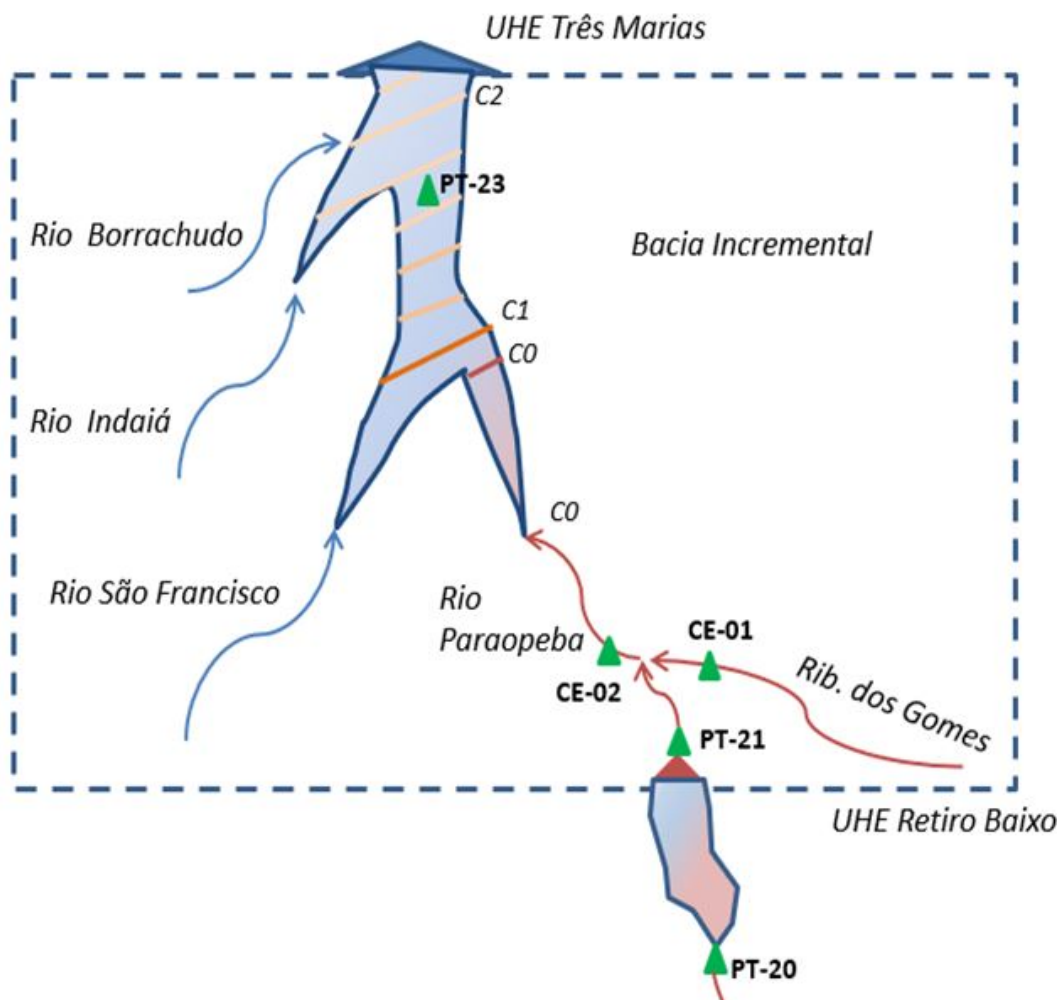 UHE Três Marias
C2
PT-23
Rio Borrachudo
Bacia Incremental
C1
C0
Rio Indaiá
C0
Rio São Francisco
Rio
Paraopeba
CE-01
CE-02
Rib. dos Gomes
PT-21
UHE Retiro Baixo
PT-20